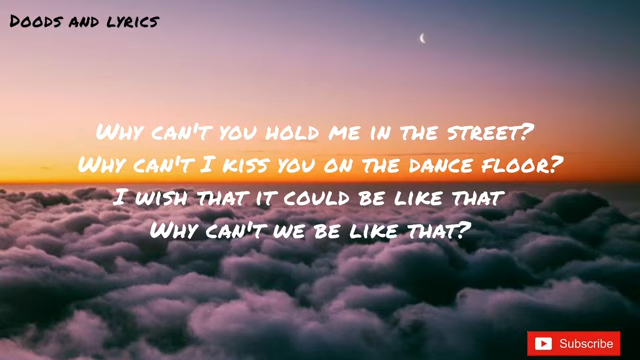 Doods and lyrics
Why can't you hold me in the street?
Why can't I kiss you on the dance floor?
I wish that it could be like that
Why can't we be like that?
Subscribe